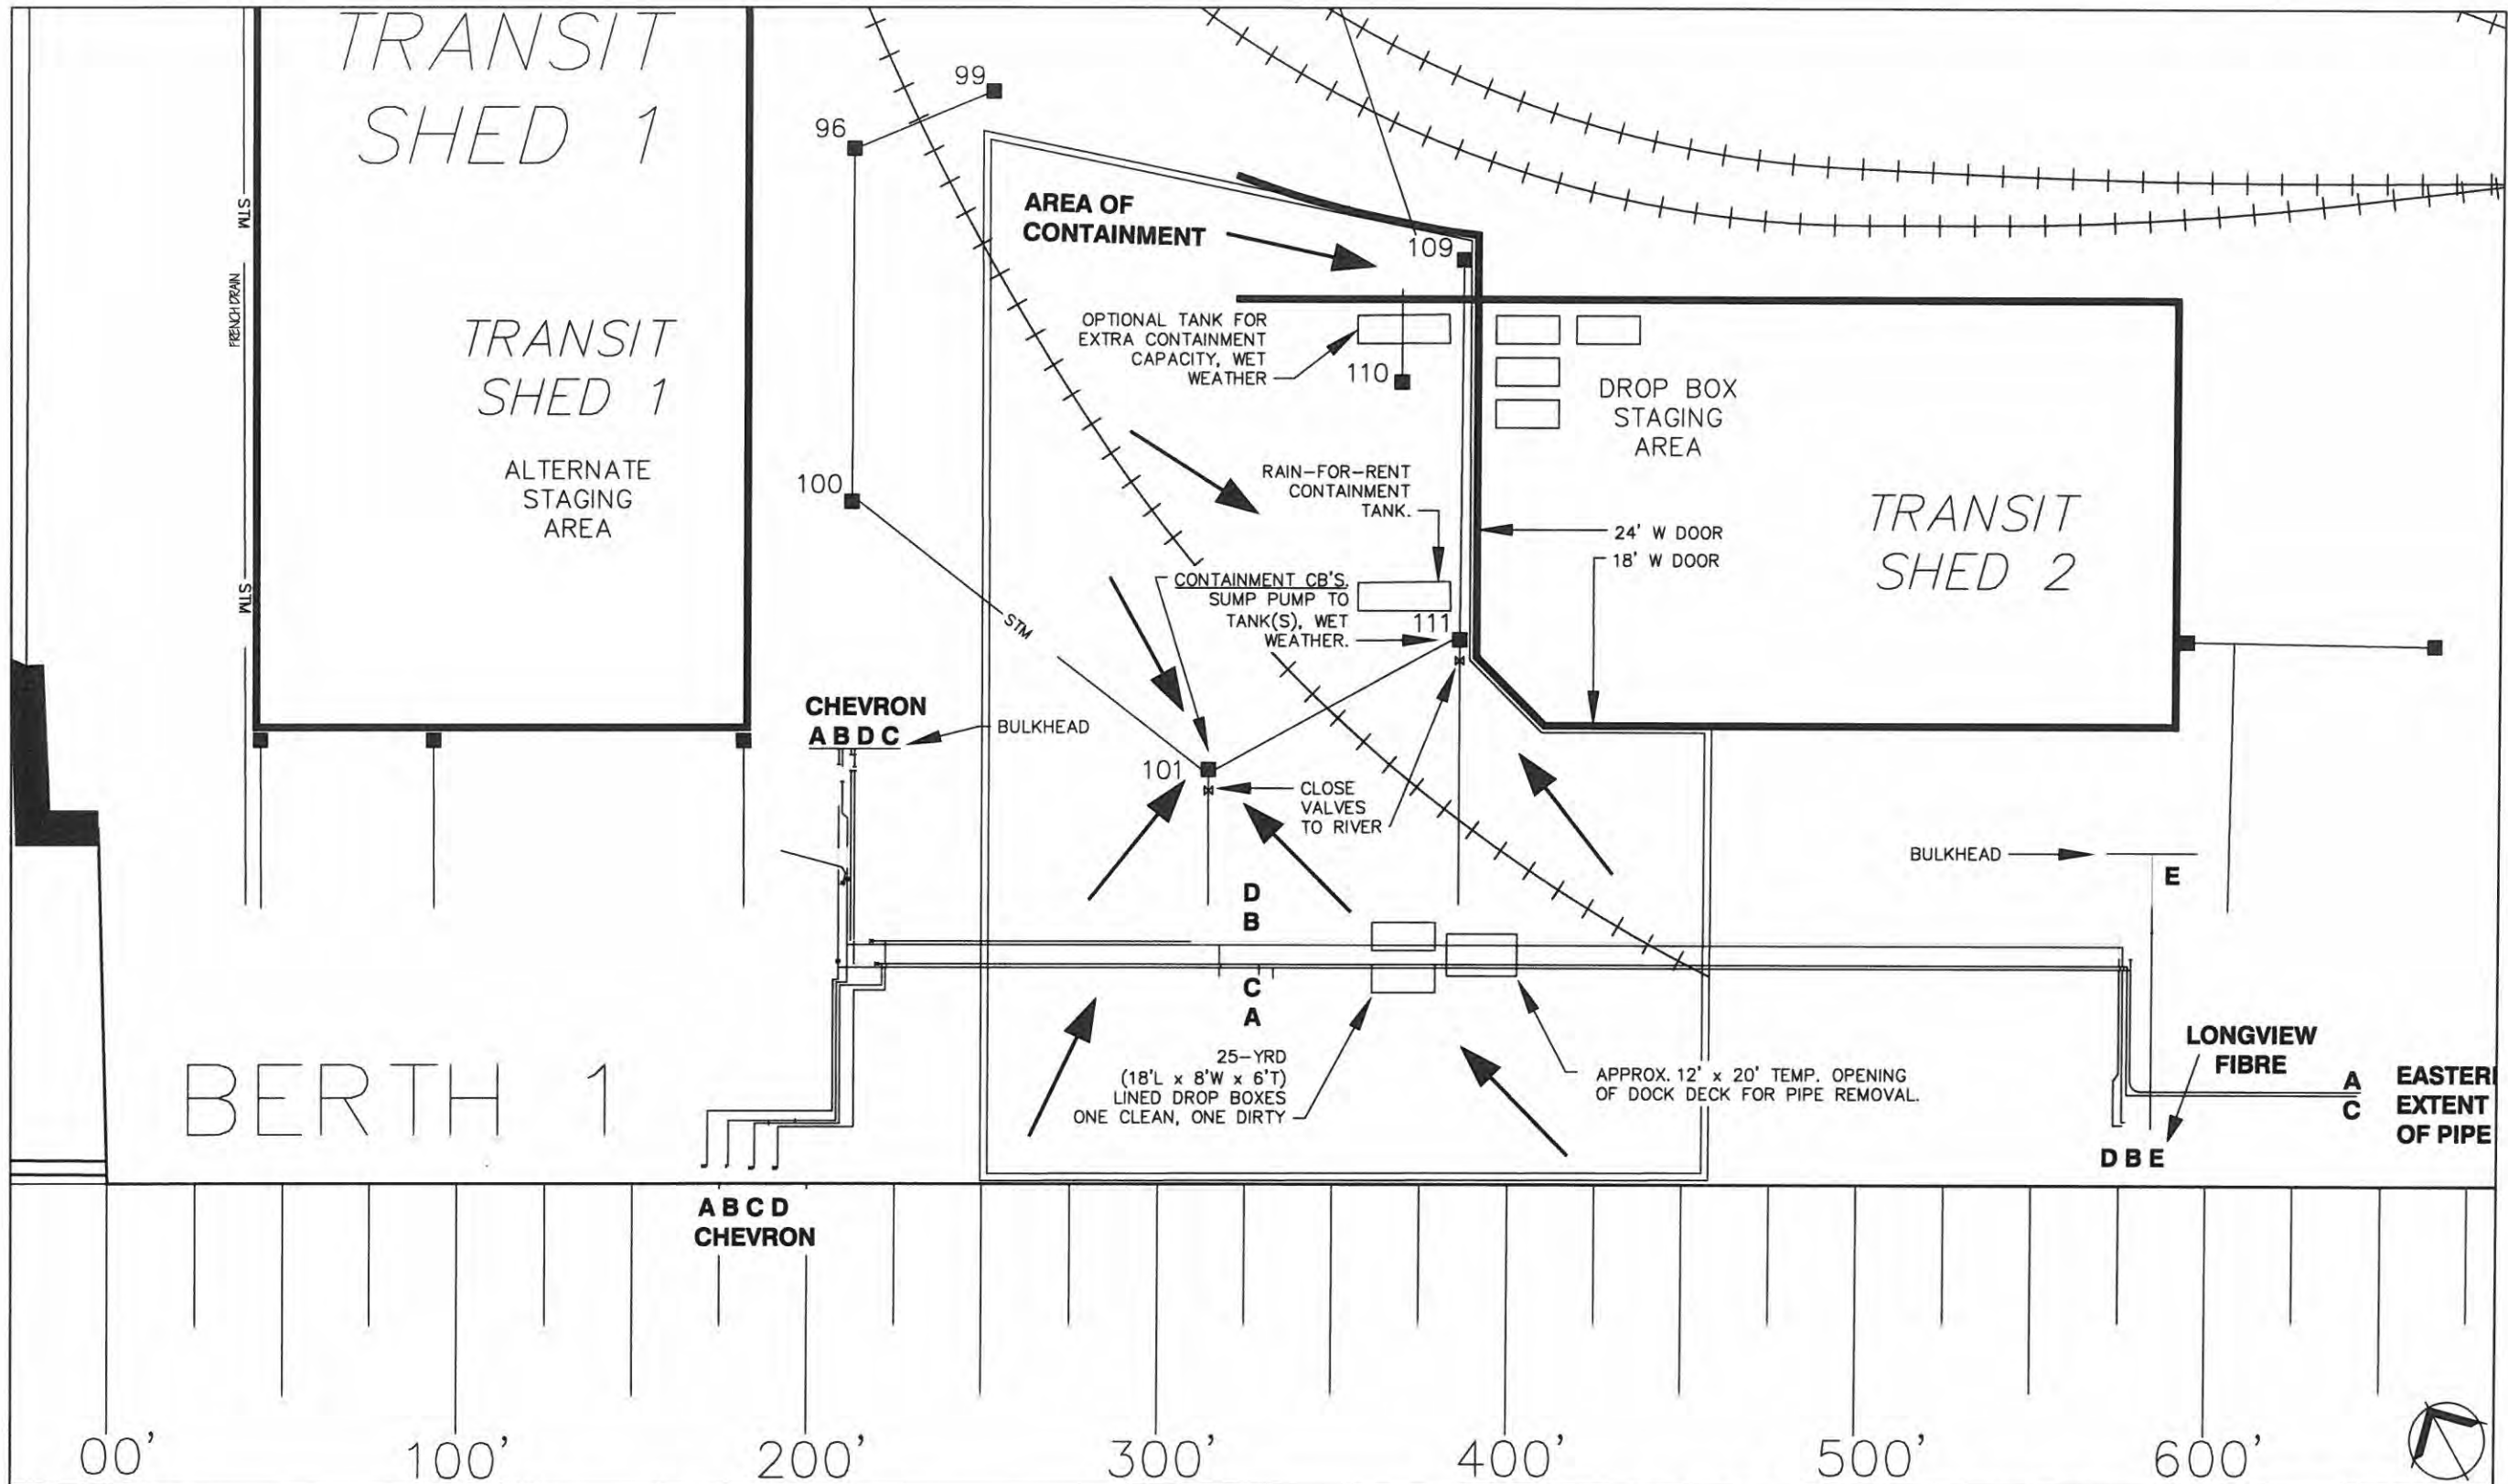 TRANSIT
SHED 1
TRANSIT
SHED 1
ALTERNATE
STAGING
AREA
STM
FRENCH DRAIN
STM
99
96
100
AREA OF
CONTAINMENT
109
OPTIONAL TANK FOR
EXTRA CONTAINMENT
CAPACITY, WET
WEATHER
110
DROP BOX
STAGING
AREA
RAIN-FOR-RENT
CONTAINMENT
TANK.
24' W DOOR
18' W DOOR
TRANSIT
SHED 2
CONTAINMENT CB'S.
SUMP PUMP TO
TANK(S), WET
WEATHER.
111
STM
CHEVRON
A B D C
BULKHEAD
101
CLOSE
VALVES
TO RIVER
BULKHEAD
E
D
B
C
A
25-YRD
(18'L x 8'W x 6'T)
LINED DROP BOXES
ONE CLEAN, ONE DIRTY
APPROX. 12' x 20' TEMP. OPENING
OF DOCK DECK FOR PIPE REMOVAL.
LONGVIEW
FIBRE
A
C
EXTENT
OF PIPE
D B E
BERTH 1
A B C D
CHEVRON
00'
100'
200'
300'
400'
500'
600'